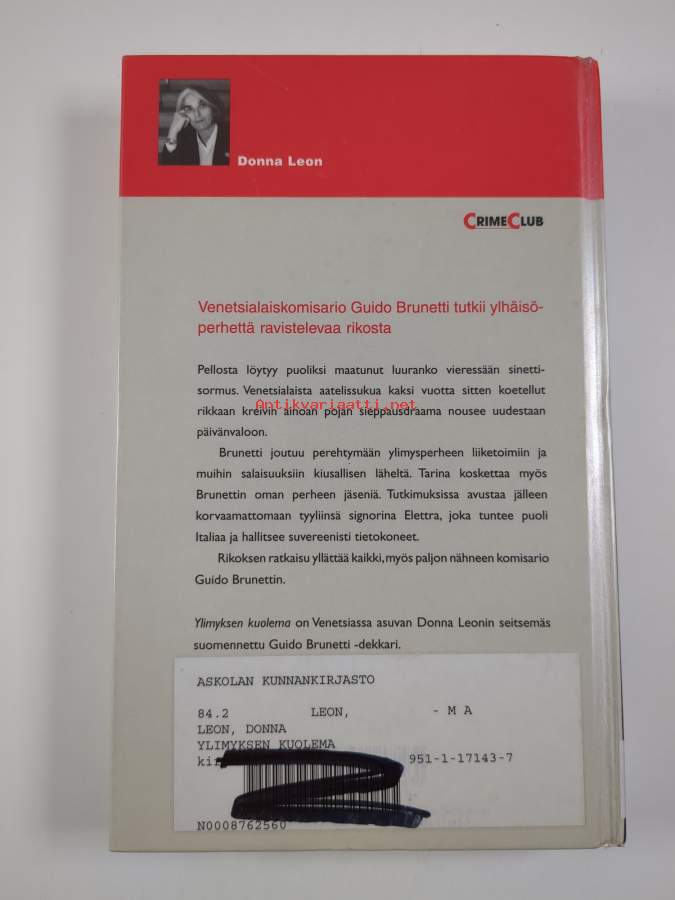 Donna Leon
CRIMECLUB
Venetsialaiskomisario Guido Brunetti tutkii ylhäisö-
perhettä ravistelevaa rikosta
Pellosta löytyy puoliksi maatunut luuranko vieressään sinetti-
sormus. Venetsialaista aatelissukua kaksi vuotta sitten koetellut
Antikvariaatti.net
rikkaan kreivin ainoan pojan sieppausdraama nousee uudestaan
päivänvaloon.
Brunetti joutuu perehtymään ylimysperheen liiketoimiin ja
muihin salaisuuksiin kiusallisen läheltä. Tarina koskettaa myös
Brunettin oman perheen jäseniä. Tutkimuksissa avustaa jälleen
korvaamattomaan tyyliinsä signorina Elettra, joka tuntee puoli
Italiaa ja hallitsee suvereenisti tietokoneet.
Rikoksen ratkaisu yllättää kaikki, myös paljon nähneen komisario
Guido Brunettin.
Ylimyksen kuolema on Venetsiassa asuvan Donna Leonin seitsemäs
suomennettu Guido Brunetti -dekkari.
ASKOLAN KUNNANKIRJASTO
84.2 LEON, - M A
LEON, DONNA
YLIMYKSEN KUOLEMA
951-1-17143-7
N0008762560